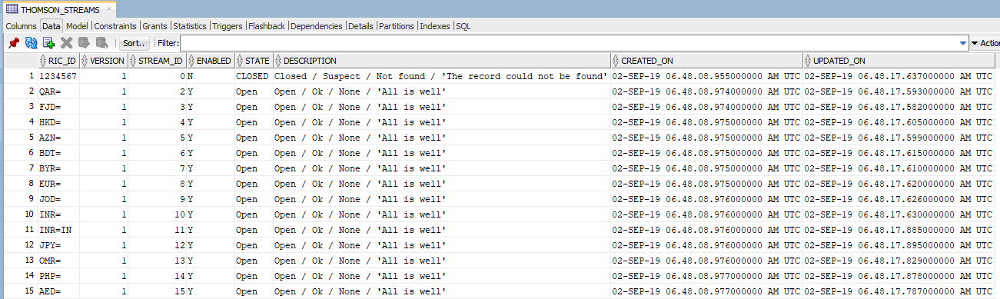 THOMSON_STREAMS ×
Columns Data Model Constraints Grants Statistics Triggers Flashback Dependencies Details Partitions Indexes SQL
Sort.. Filter: Actio
RIC_ID VERSION STREAM_ID ENABLED STATE DESCRIPTION CREATED_ON UPDATED_ON
1 1234567 1 0 N CLOSED Closed / Suspect / Not found / 'The record could not be found' 02-SEP-19 06.48.08.955000000 AM UTC 02-SEP-19 06.48.17.637000000 AM UTC
2 QAR= 1 2 Y Open Open / Ok / None / 'All is well' 02-SEP-19 06.48.08.974000000 AM UTC 02-SEP-19 06.48.17.593000000 AM UTC
3 FJD= 1 3 Y Open Open / Ok / None / 'All is well' 02-SEP-19 06.48.08.974000000 AM UTC 02-SEP-19 06.48.17.582000000 AM UTC
4 HKD= 1 4 Y Open Open / Ok / None / 'All is well' 02-SEP-19 06.48.08.975000000 AM UTC 02-SEP-19 06.48.17.605000000 AM UTC
5 AZN= 1 5 Y Open Open / Ok / None / 'All is well' 02-SEP-19 06.48.08.975000000 AM UTC 02-SEP-19 06.48.17.599000000 AM UTC
6 BDT= 1 6 Y Open Open / Ok / None / 'All is well' 02-SEP-19 06.48.08.975000000 AM UTC 02-SEP-19 06.48.17.615000000 AM UTC
7 BYR= 1 7 Y Open Open / Ok / None / 'All is well' 02-SEP-19 06.48.08.975000000 AM UTC 02-SEP-19 06.48.17.610000000 AM UTC
8 EUR= 1 8 Y Open Open / Ok / None / 'All is well' 02-SEP-19 06.48.08.975000000 AM UTC 02-SEP-19 06.48.17.620000000 AM UTC
9 JOD= 1 9 Y Open Open / Ok / None / 'All is well' 02-SEP-19 06.48.08.976000000 AM UTC 02-SEP-19 06.48.17.626000000 AM UTC
10 INR= 1 10 Y Open Open / Ok / None / 'All is well' 02-SEP-19 06.48.08.976000000 AM UTC 02-SEP-19 06.48.17.630000000 AM UTC
11 INR=IN 1 11 Y Open Open / Ok / None / 'All is well' 02-SEP-19 06.48.08.976000000 AM UTC 02-SEP-19 06.48.17.885000000 AM UTC
12 JPY= 1 12 Y Open Open / Ok / None / 'All is well' 02-SEP-19 06.48.08.976000000 AM UTC 02-SEP-19 06.48.17.895000000 AM UTC
13 OMR= 1 13 Y Open Open / Ok / None / 'All is well' 02-SEP-19 06.48.08.976000000 AM UTC 02-SEP-19 06.48.17.829000000 AM UTC
14 PHP= 1 14 Y Open Open / Ok / None / 'All is well' 02-SEP-19 06.48.08.977000000 AM UTC 02-SEP-19 06.48.17.878000000 AM UTC
15 AED= 1 15 Y Open Open / Ok / None / 'All is well' 02-SEP-19 06.48.08.977000000 AM UTC 02-SEP-19 06.48.17.787000000 AM UTC